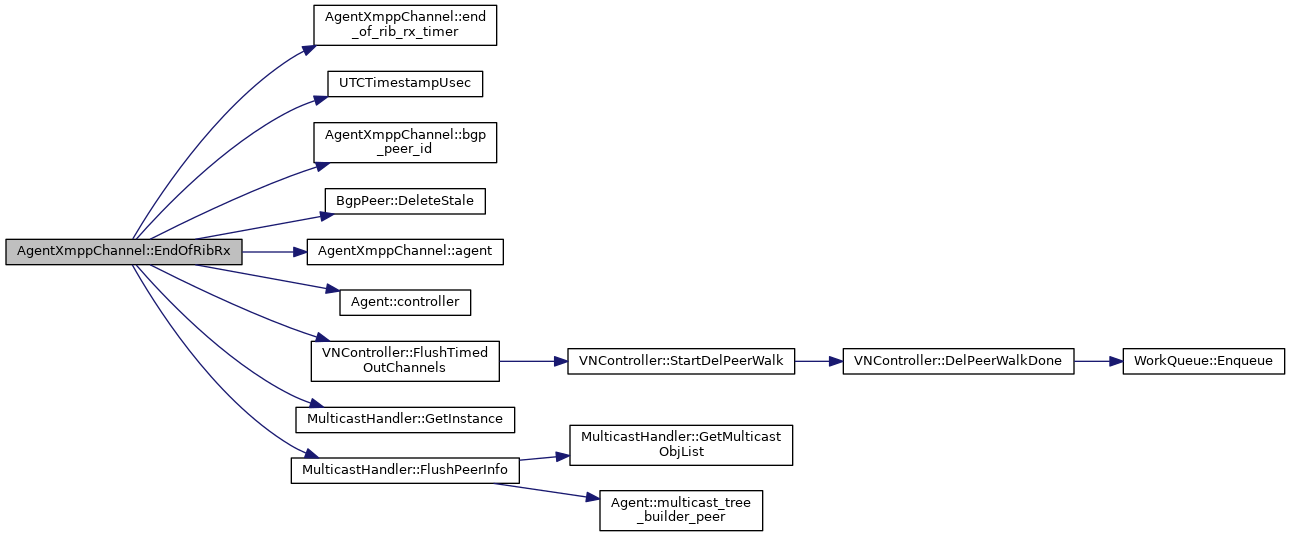 AgentXmppChannel::end
_of_rib_rx_timer
UTCTimestampUsec
AgentXmppChannel::bgp
_peer_id
BgpPeer::DeleteStale
AgentXmppChannel::EndOfRibRx
AgentXmppChannel::agent
Agent::controller
VNController::FlushTimed
OutChannels
VNController::StartDelPeerWalk
VNController::DelPeerWalkDone
WorkQueue::Enqueue
MulticastHandler::GetInstance
MulticastHandler::FlushPeerInfo
MulticastHandler::GetMulticast
ObjList
Agent::multicast_tree
_builder_peer